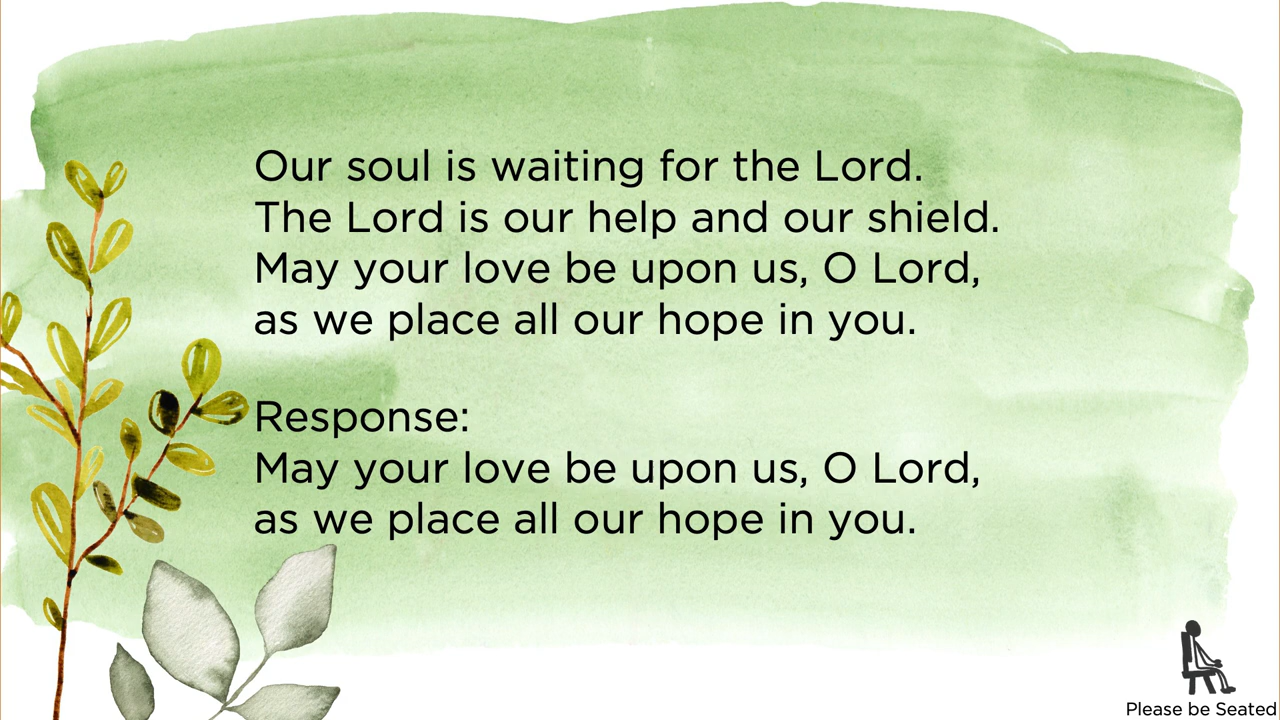 Our soul is waiting for the Lord.
The Lord is our help and our shield.
May your love be upon us, O Lord,
as we place all our hope in you.
Response:
May your love be upon us, O Lord,
as we place all our hope in you.
Please be Seated